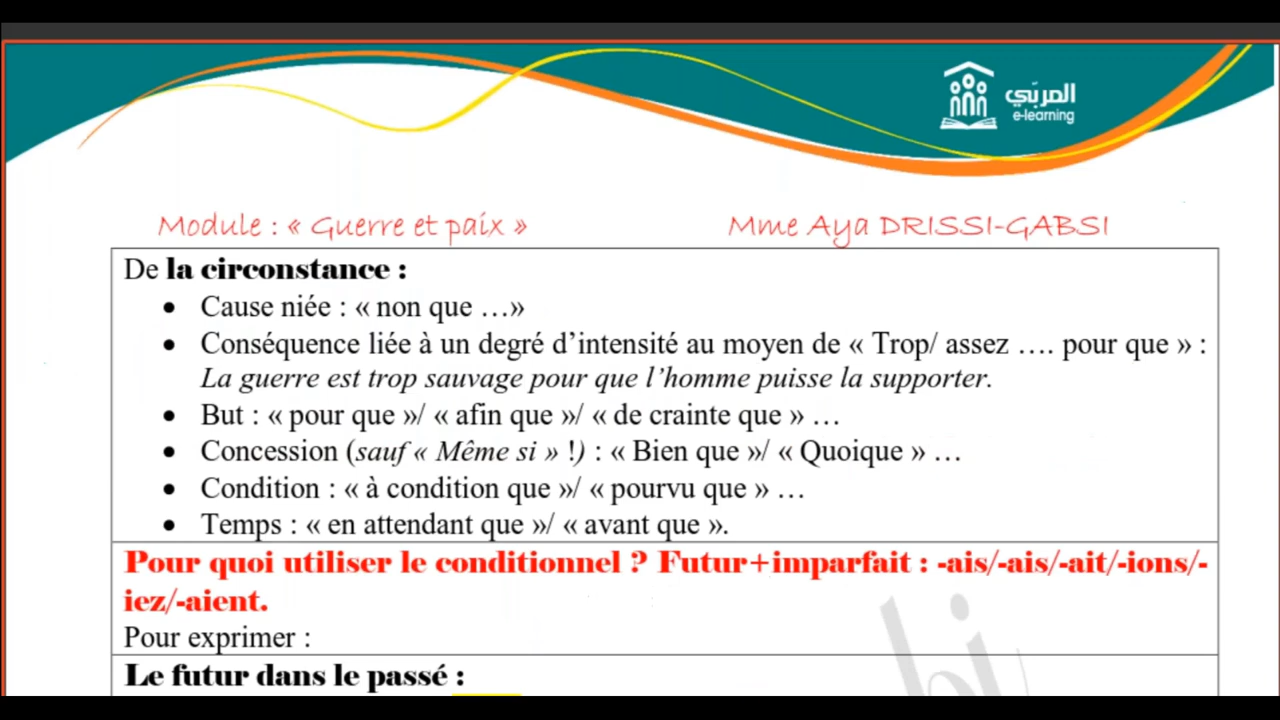 المربّي
e-learning
Module : « Guerre et paix » Mme Aya DRISSI-GABSI
De la circonstance :
• Cause niée : « non que …»
• Conséquence liée à un degré d’intensité au moyen de « Trop/ assez …. pour que » :
La guerre est trop sauvage pour que l’homme puisse la supporter.
• But : « pour que »/ « afin que »/ « de crainte que » …
• Concession (sauf « Même si » !) : « Bien que »/ « Quoique » …
• Condition : « à condition que »/ « pourvu que » …
• Temps : « en attendant que »/ « avant que ».
Pour quoi utiliser le conditionnel ? Futur+imparfait : -ais/-ais/-ait/-ions/-
iez/-aient.
Pour exprimer :
Le futur dans le passé :